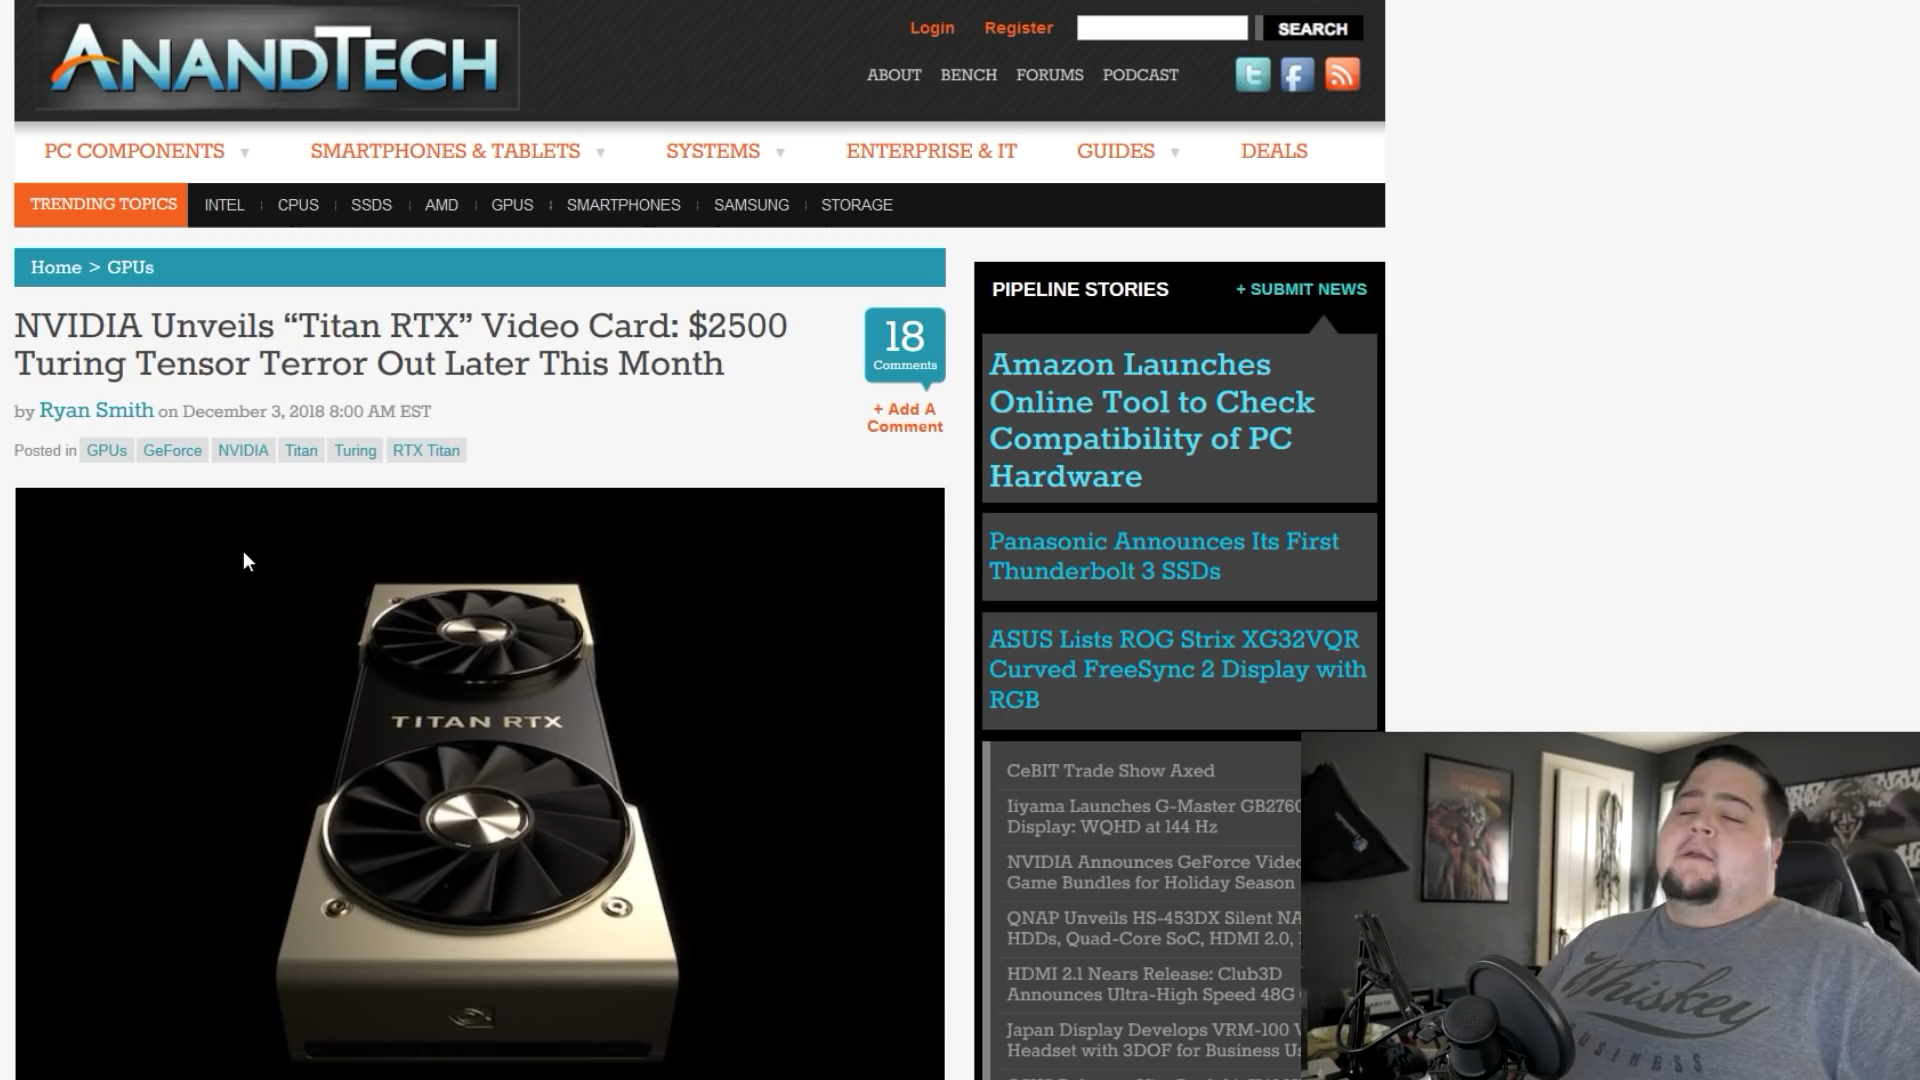 ANANDTECH
Login Register SEARCH
ABOUT BENCH FORUMS PODCAST
PC COMPONENTS SMARTPHONES & TABLETS SYSTEMS ENTERPRISE & IT GUIDES DEALS
TRENDING TOPICS INTEL CPUS SSDS AMD GPUS SMARTPHONES SAMSUNG STORAGE
Home > GPUs
NVIDIA Unveils “Titan RTX” Video Card: $2500
Turing Tensor Terror Out Later This Month
by Ryan Smith on December 3, 2018 8:00 AM EST
Posted in GPUs GeForce NVIDIA Titan Turing RTX Titan
18
Comments
+ Add A
Comment
TITAN RTX
PIPELINE STORIES + SUBMIT NEWS
Amazon Launches
Online Tool to Check
Compatibility of PC
Hardware
Panasonic Announces Its First
Thunderbolt 3 SSDs
ASUS Lists ROG Strix XG32VQR
Curved FreeSync 2 Display with
RGB
CeBIT Trade Show Axed
Iiyama Launches G-Master GB2760
Display: WQHD at 144 Hz
NVIDIA Announces GeForce Video
Game Bundles for Holiday Season
QNAP Unveils HS-453DX Silent NA
HDDs, Quad-Core SoC, HDMI 2.0,
HDMI 2.1 Nears Release: Club3D
Announces Ultra-High Speed 48G
Japan Display Develops VRM-100 V
Headset with 3DOF for Business Us
Whiskey
BUSINESS